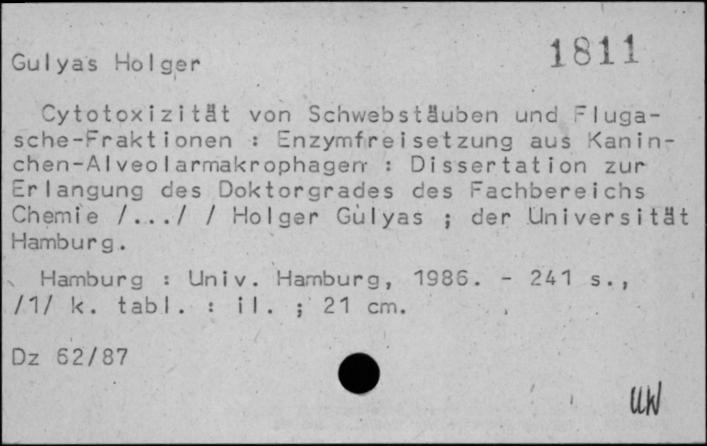 1811
Gulyas Holger
Cytotoxizität von Schwebstäuben und Fluga-
sche-Fraktionen : Enzymfreisetzung aus Kanin-
chen-Alveolarmakrophagen : Dissertation zur
Erlangung des Doktorgrades des Fachbereichs
Chemie /.../ / Holger Gulyas ; der Universität
Hamburg.
Hamburg : Univ. Hamburg, 1986. - 241 s.,
/1/ k. tabl. : il. ; 21 cm.
Dz 62/87
UW